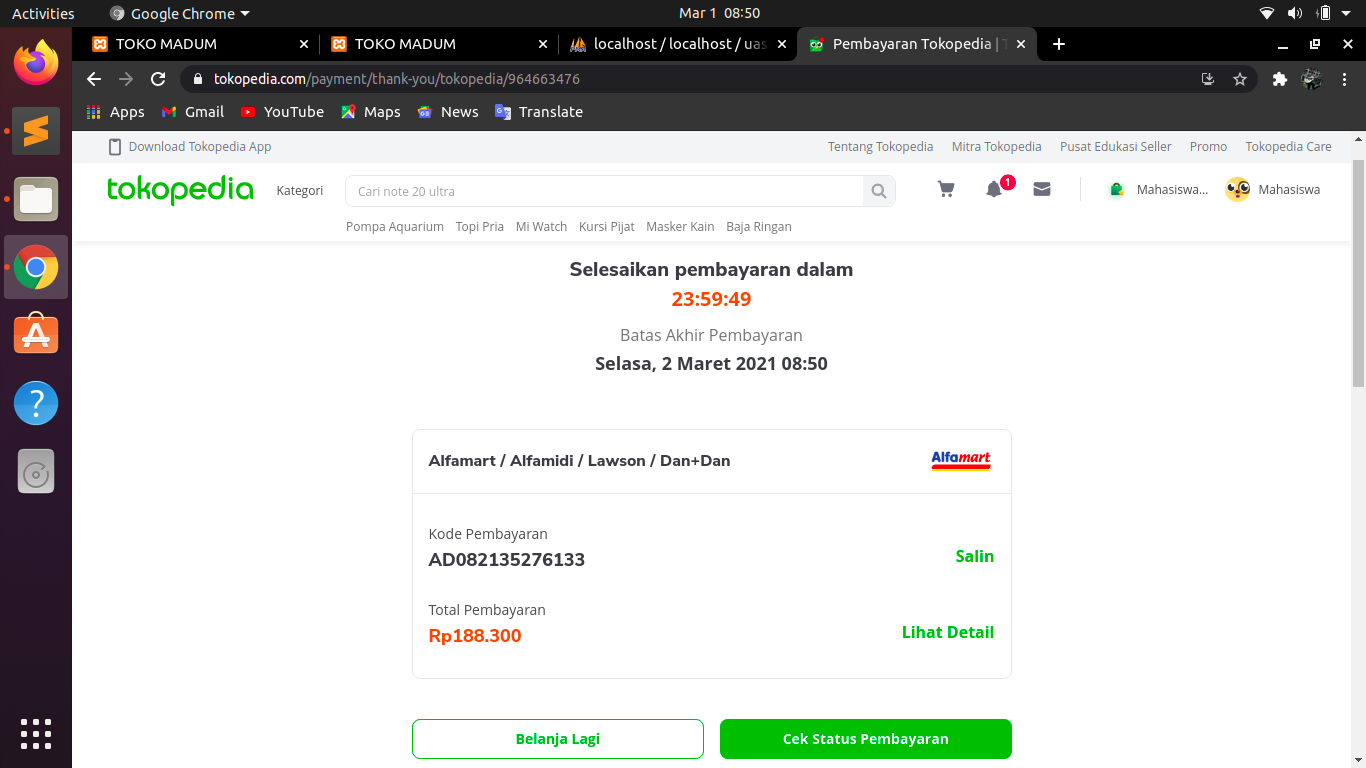 Activities
Google Chrome
Mar 1 08:50
TOKO MADUM
TOKO MADUM
localhost / localhost / uas
Pembayaran Tokopedia | T
tokopedia.com/payment/thank-you/tokopedia/964663476
Apps
Gmail
YouTube
Maps
News
Translate
Download Tokopedia App
Tentang Tokopedia
Mitra Tokopedia
Pusat Edukasi Seller
Promo
Tokopedia Care
tokopedia
Kategori
Cari note 20 ultra
1
Mahasiswa...
Mahasiswa
Pompa Aquarium
Topi Pria
Mi Watch
Kursi Pijat
Masker Kain
Baja Ringan
Selesaikan pembayaran dalam
23:59:49
Batas Akhir Pembayaran
Selasa, 2 Maret 2021 08:50
Alfamart / Alfamidi / Lawson / Dan+Dan
Alfamart
Kode Pembayaran
AD082135276133
Salin
Total Pembayaran
Rp188.300
Lihat Detail
Belanja Lagi
Cek Status Pembayaran